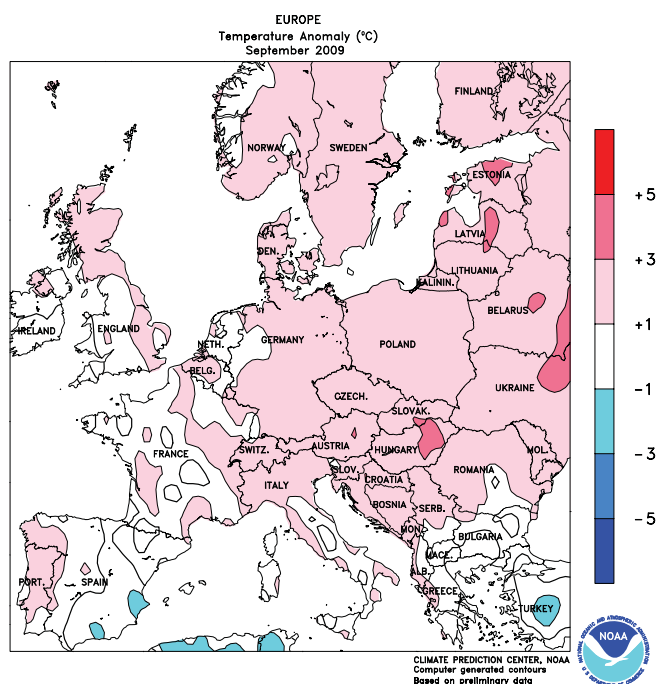 EUROPE
Temperature Anomaly (°C)
September 2009
FINLAND
NORWAY
SWEDEN
ESTONIA
+5
LATVIA
DEN.
+3
LITHUANIA
KALININ.
BELARUS
+1
IRELAND
ENGLAND
NETH.
GERMANY
POLAND
BELG.
UKRAINE
-1
CZECH.
SLOVAK.
FRANCE
SWITZ.
AUSTRIA
HUNGARY
MOL.
-3
SLOV.
ROMANIA
ITALY
CROATIA
BOSNIA
SERB.
-5
MON.
BULGARIA
MACE.
ALB.
PORT.
SPAIN
GREECE
TURKEY
NOAA
CLIMATE PREDICTION CENTER, NOAA
Computer generated contours
Based on preliminary data